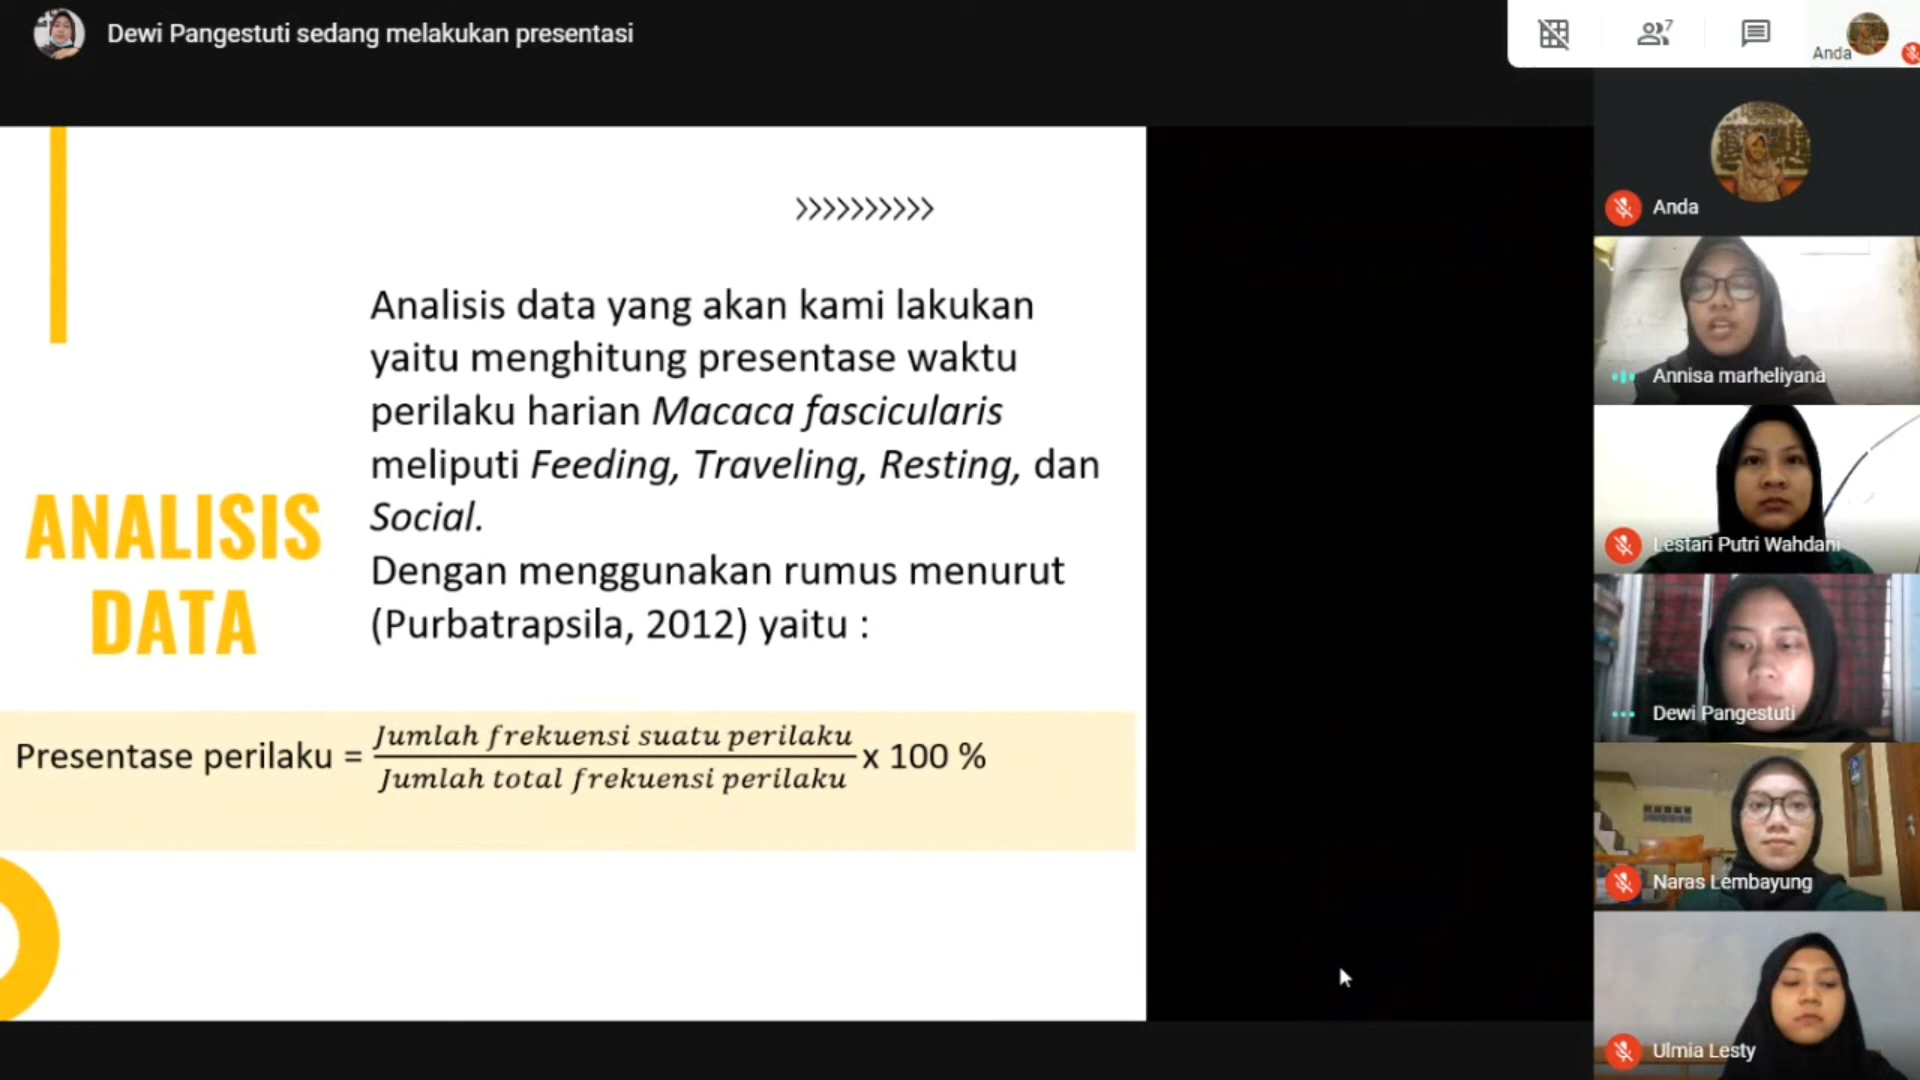 Dewi Pangestuti sedang melakukan presentasi
7
Anda
>>>>>>>>>>
ANALISIS
DATA
Analisis data yang akan kami lakukan
yaitu menghitung presentase waktu
perilaku harian Macaca fascicularis
meliputi Feeding, Traveling, Resting, dan
Social.
Dengan menggunakan rumus menurut
(Purbatrapsila, 2012) yaitu :
Presentase perilaku = Jumlah frekuensi suatu perilaku / Jumlah total frekuensi perilaku x 100 %
Anda
Annisa marheliyana
Lestari Putri Wahdani
Dewi Pangestuti
Naras Lembayung
Ulmia Lesty